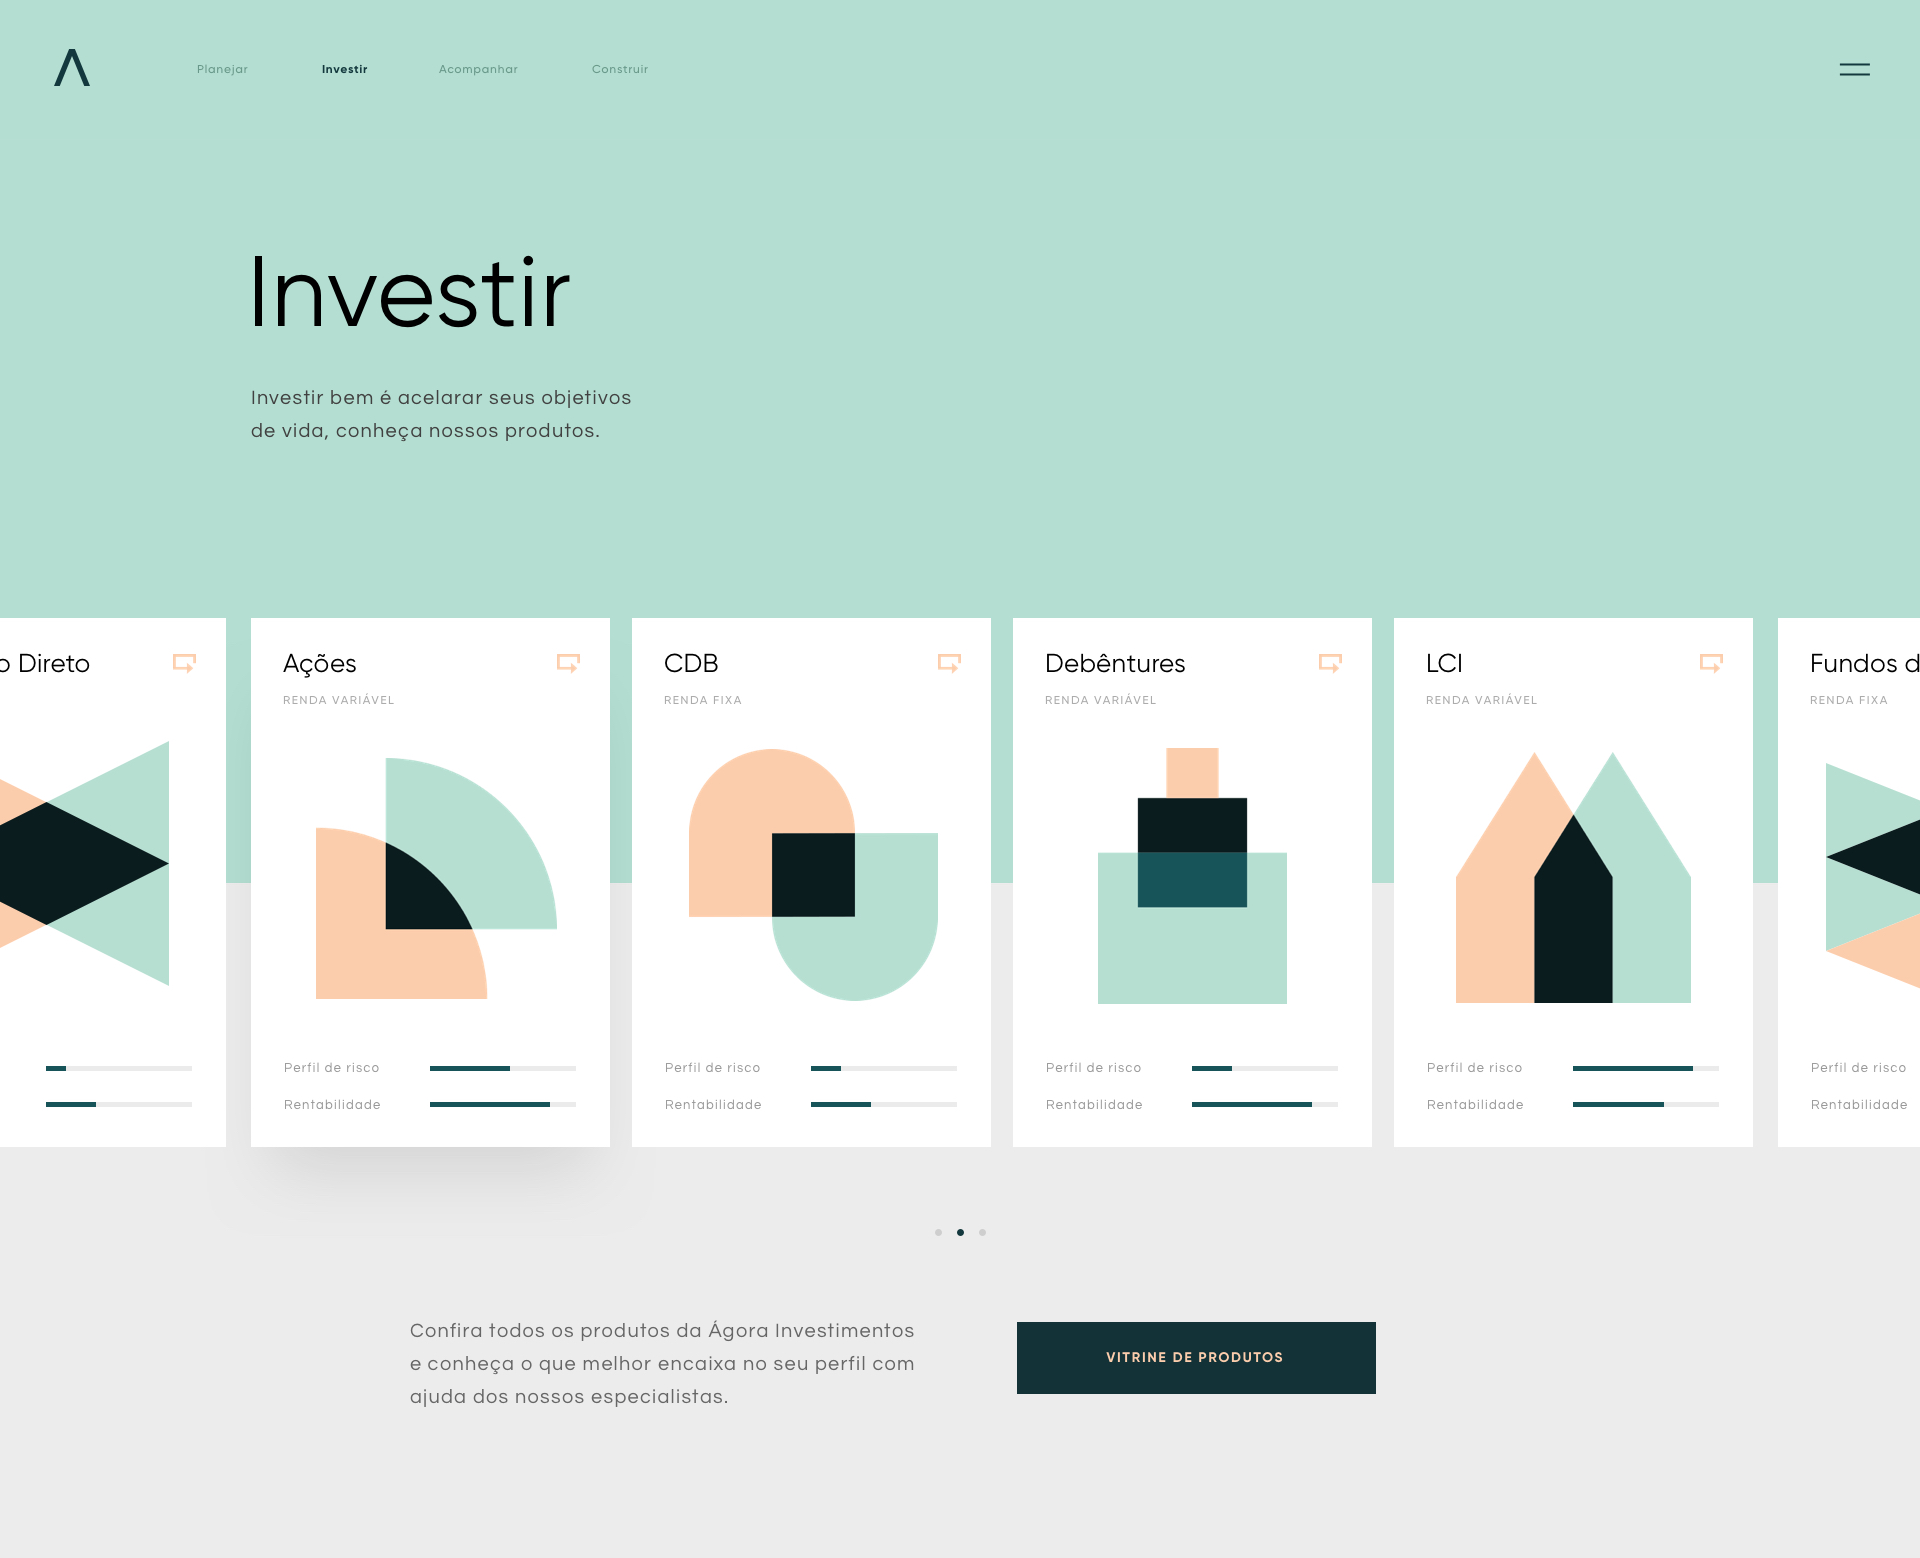 Planejar
Investir
Acompanhar
Construir
Investir
Investir bem é acelarar seus objetivos
de vida, conheça nossos produtos.
o Direto
Ações
RENDA VARIÁVEL
Perfil de risco
Rentabilidade
CDB
RENDA FIXA
Perfil de risco
Rentabilidade
Debêntures
RENDA VARIÁVEL
Perfil de risco
Rentabilidade
LCI
RENDA VARIÁVEL
Perfil de risco
Rentabilidade
Fundos d
RENDA FIXA
Perfil de risco
Rentabilidade
Confira todos os produtos da Ágora Investimentos
e conheça o que melhor encaixa no seu perfil com
ajuda dos nossos especialistas.
VITRINE DE PRODUTOS